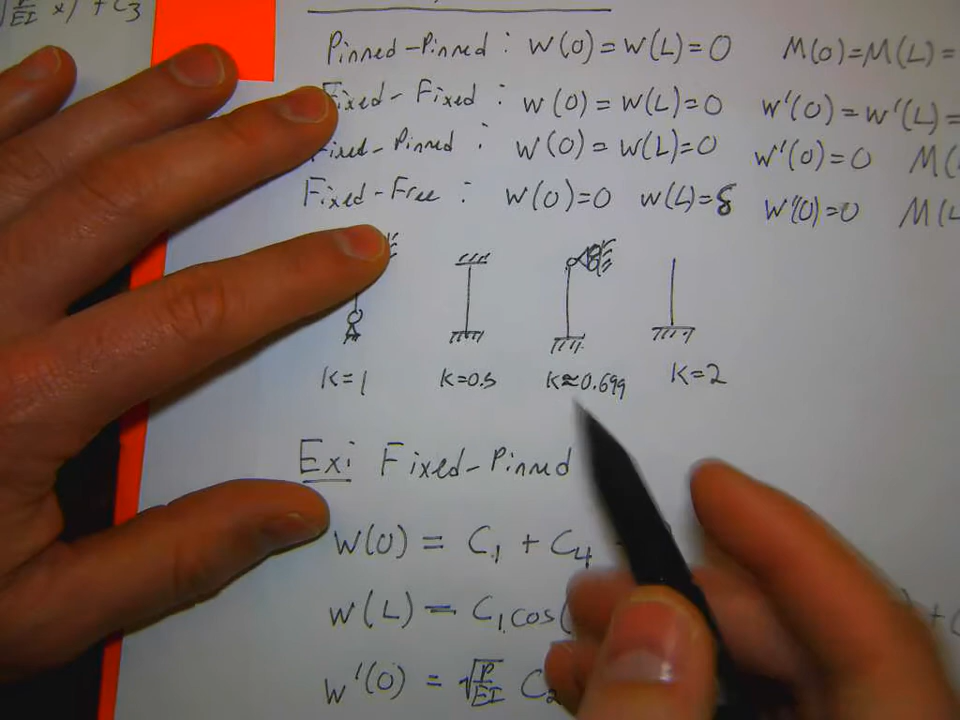 √P/EI x) + C3
Pinned-Pinned : W(0) = W(L) = 0 M(0)=M(L)=
Fixed-Fixed : w(0) = w(L) = 0 w'(0) = w'(L) =
Fixed-Pinned : w(0) = w(L) = 0 w'(0) = 0 M(
Fixed-Free : w(0)=0 w(L)=δ w'(0)=0 M(L
K=1 K=0.5 K≈0.699 K=2
Ex: Fixed-Pinned
W(0) = C1 + C4
w(L) = C1 cos( ) +
w'(0) = √P/EI C2